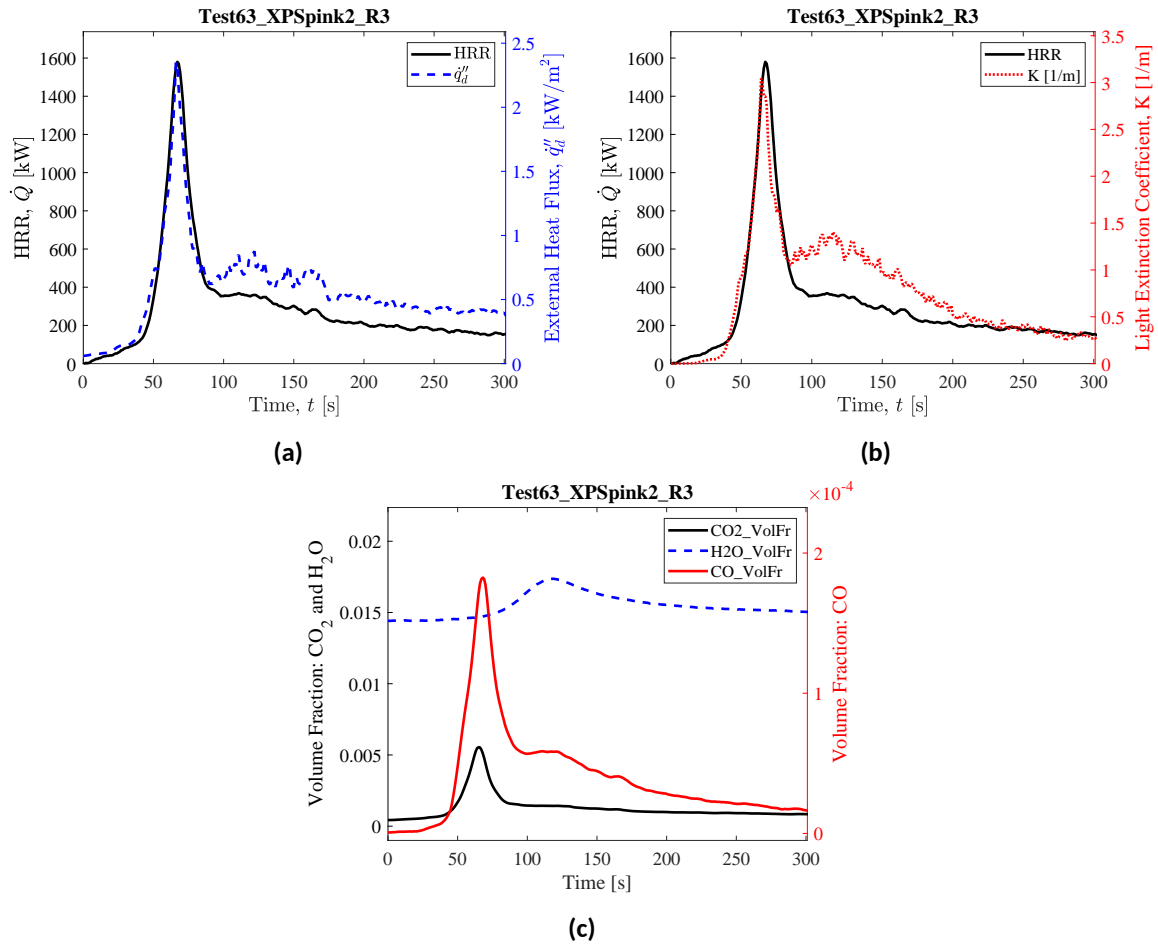 Test63_XPSpink2_R3
HRR
q̇″_d
HRR, Q̇ [kW]
1600
1400
1200
1000
800
600
400
200
0
2.5
2
1.5
1
0.5
0
External Heat Flux, q̇″_d [kW/m²]
0 50 100 150 200 250 300
Time, t [s]
(a)
Test63_XPSpink2_R3
HRR
K [1/m]
HRR, Q̇ [kW]
1600
1400
1200
1000
800
600
400
200
0
3.5
3
2.5
2
1.5
1
0.5
0
Light Extinction Coefficient, K [1/m]
0 50 100 150 200 250 300
Time, t [s]
(b)
Test63_XPSpink2_R3
×10⁻⁴
CO2_VolFr
H2O_VolFr
CO_VolFr
Volume Fraction: CO₂ and H₂O
0.02
0.015
0.01
0.005
0
2
1
0
Volume Fraction: CO
0 50 100 150 200 250 300
Time [s]
(c)